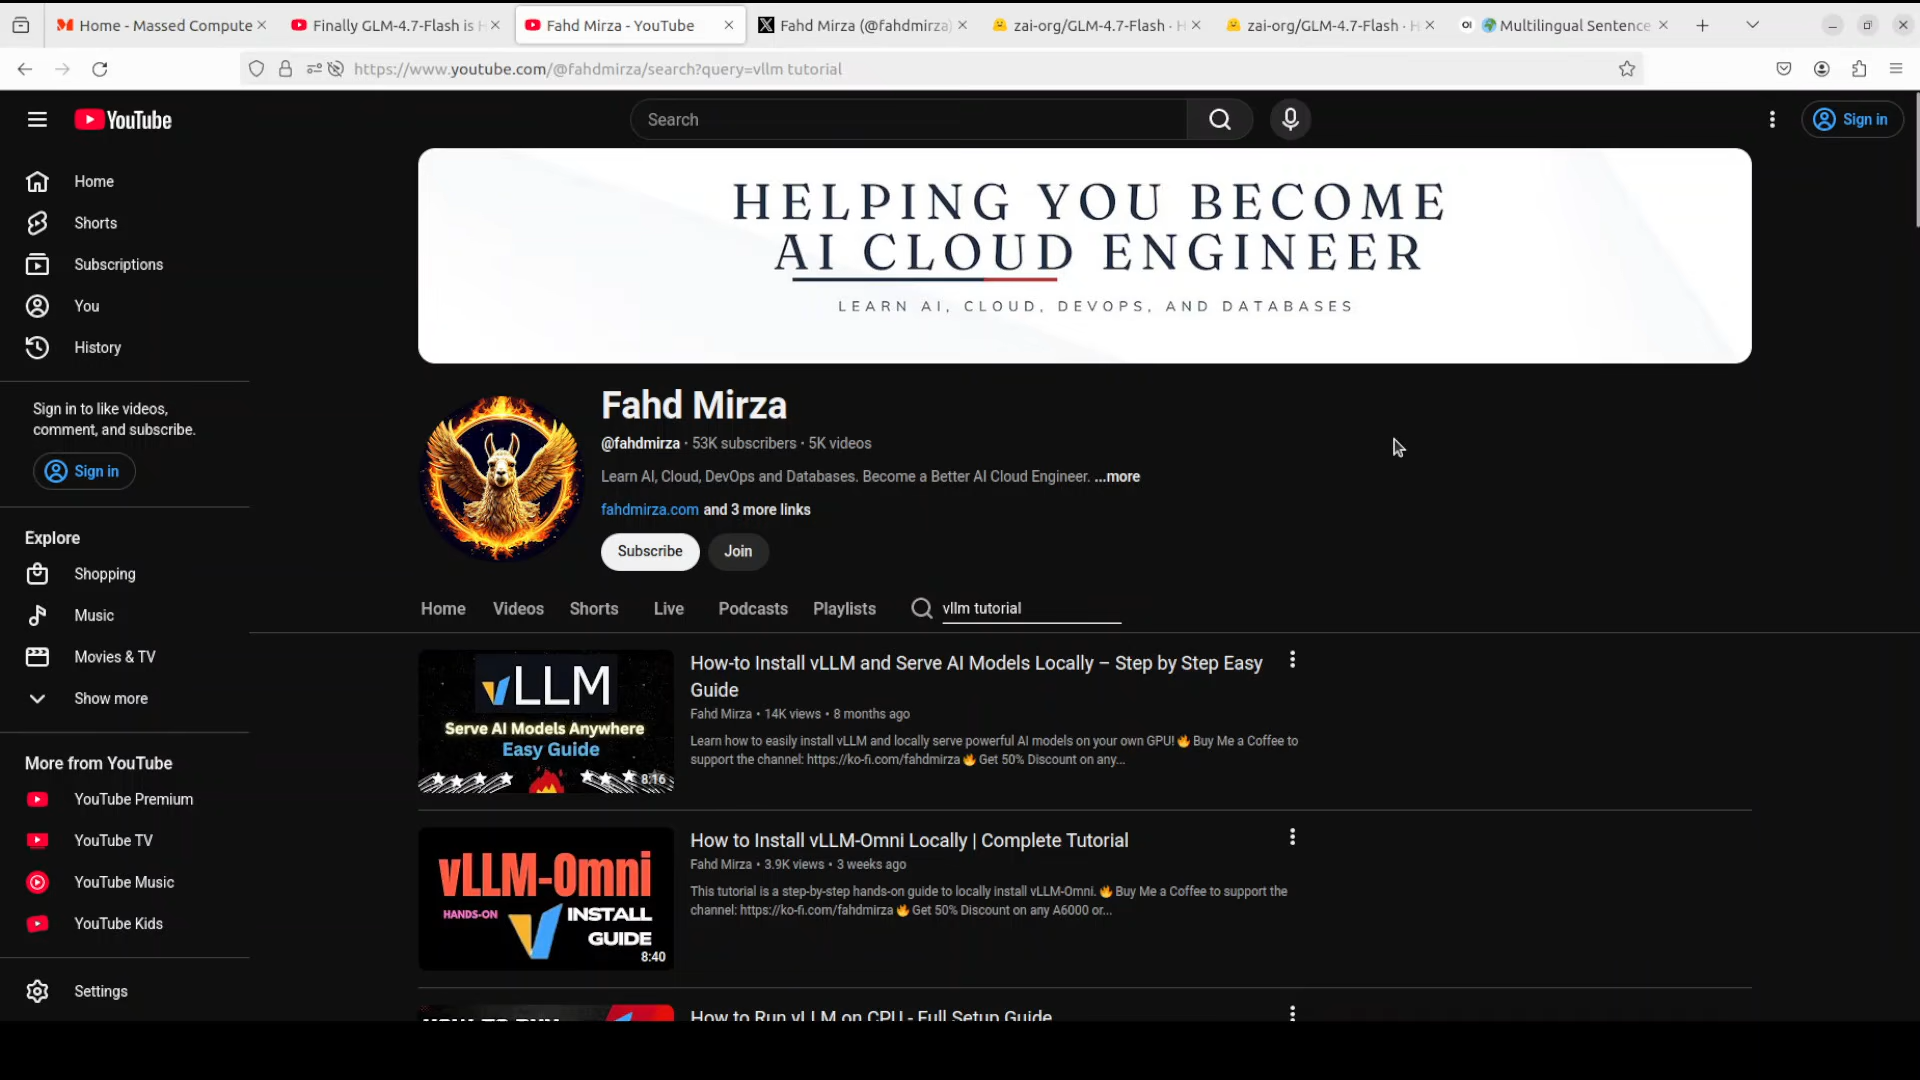 Home - Massed Compute
Finally GLM-4.7-Flash is H
Fahd Mirza - YouTube
Fahd Mirza (@fahdmirza)
zai-org/GLM-4.7-Flash · H
zai-org/GLM-4.7-Flash · H
OI Multilingual Sentence
https://www.youtube.com/@fahdmirza/search?query=vllm tutorial
YouTube
Search
Sign in
Home
Shorts
Subscriptions
You
History
Sign in to like videos,
comment, and subscribe.
Sign in
Explore
Shopping
Music
Movies & TV
Show more
More from YouTube
YouTube Premium
YouTube TV
YouTube Music
YouTube Kids
Settings
HELPING YOU BECOME
AI CLOUD ENGINEER
LEARN AI, CLOUD, DEVOPS, AND DATABASES
Fahd Mirza
@fahdmirza · 53K subscribers · 5K videos
Learn AI, Cloud, DevOps and Databases. Become a Better AI Cloud Engineer. ...more
fahdmirza.com and 3 more links
Subscribe
Join
Home Videos Shorts Live Podcasts Playlists vllm tutorial
vLLM
Serve AI Models Anywhere
Easy Guide
8:16
How-to Install vLLM and Serve AI Models Locally – Step by Step Easy
Guide
Fahd Mirza • 14K views • 8 months ago
Learn how to easily install vLLM and locally serve powerful AI models on your own GPU! 🔥 Buy Me a Coffee to
support the channel: https://ko-fi.com/fahdmirza 🔥 Get 50% Discount on any...
vLLM-Omni
HANDS-ON
INSTALL
GUIDE
8:40
How to Install vLLM-Omni Locally | Complete Tutorial
Fahd Mirza • 3.9K views • 3 weeks ago
This tutorial is a step-by-step hands-on guide to locally install vLLM-Omni. 🔥 Buy Me a Coffee to support the
channel: https://ko-fi.com/fahdmirza 🔥 Get 50% Discount on any A6000 or...
How to Run vLLM on CPU - Full Setup Guide